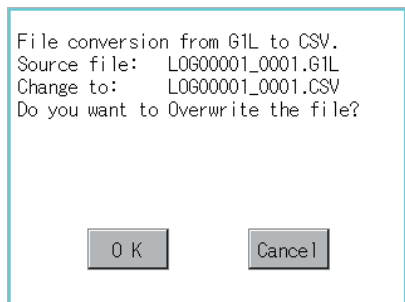 File conversion from G1L to CSV.
Source file: LOG00001_0001.G1L
Change to: LOG00001_0001.CSV
Do you want to Overwrite the file?
O K
Cancel